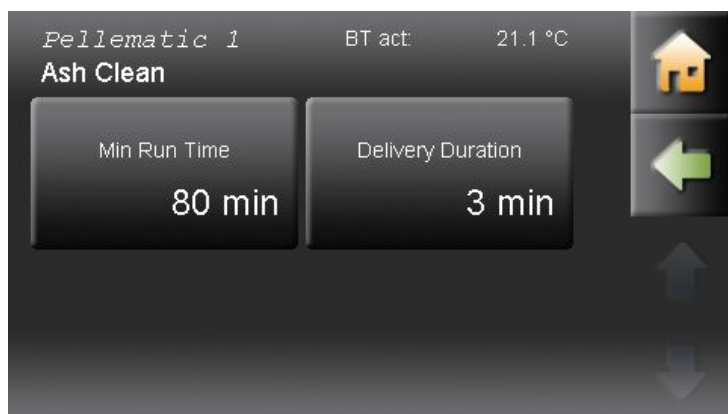 Pellematic 1 BT act: 21.1 °C
Ash Clean
Min Run Time Delivery Duration
80 min 3 min